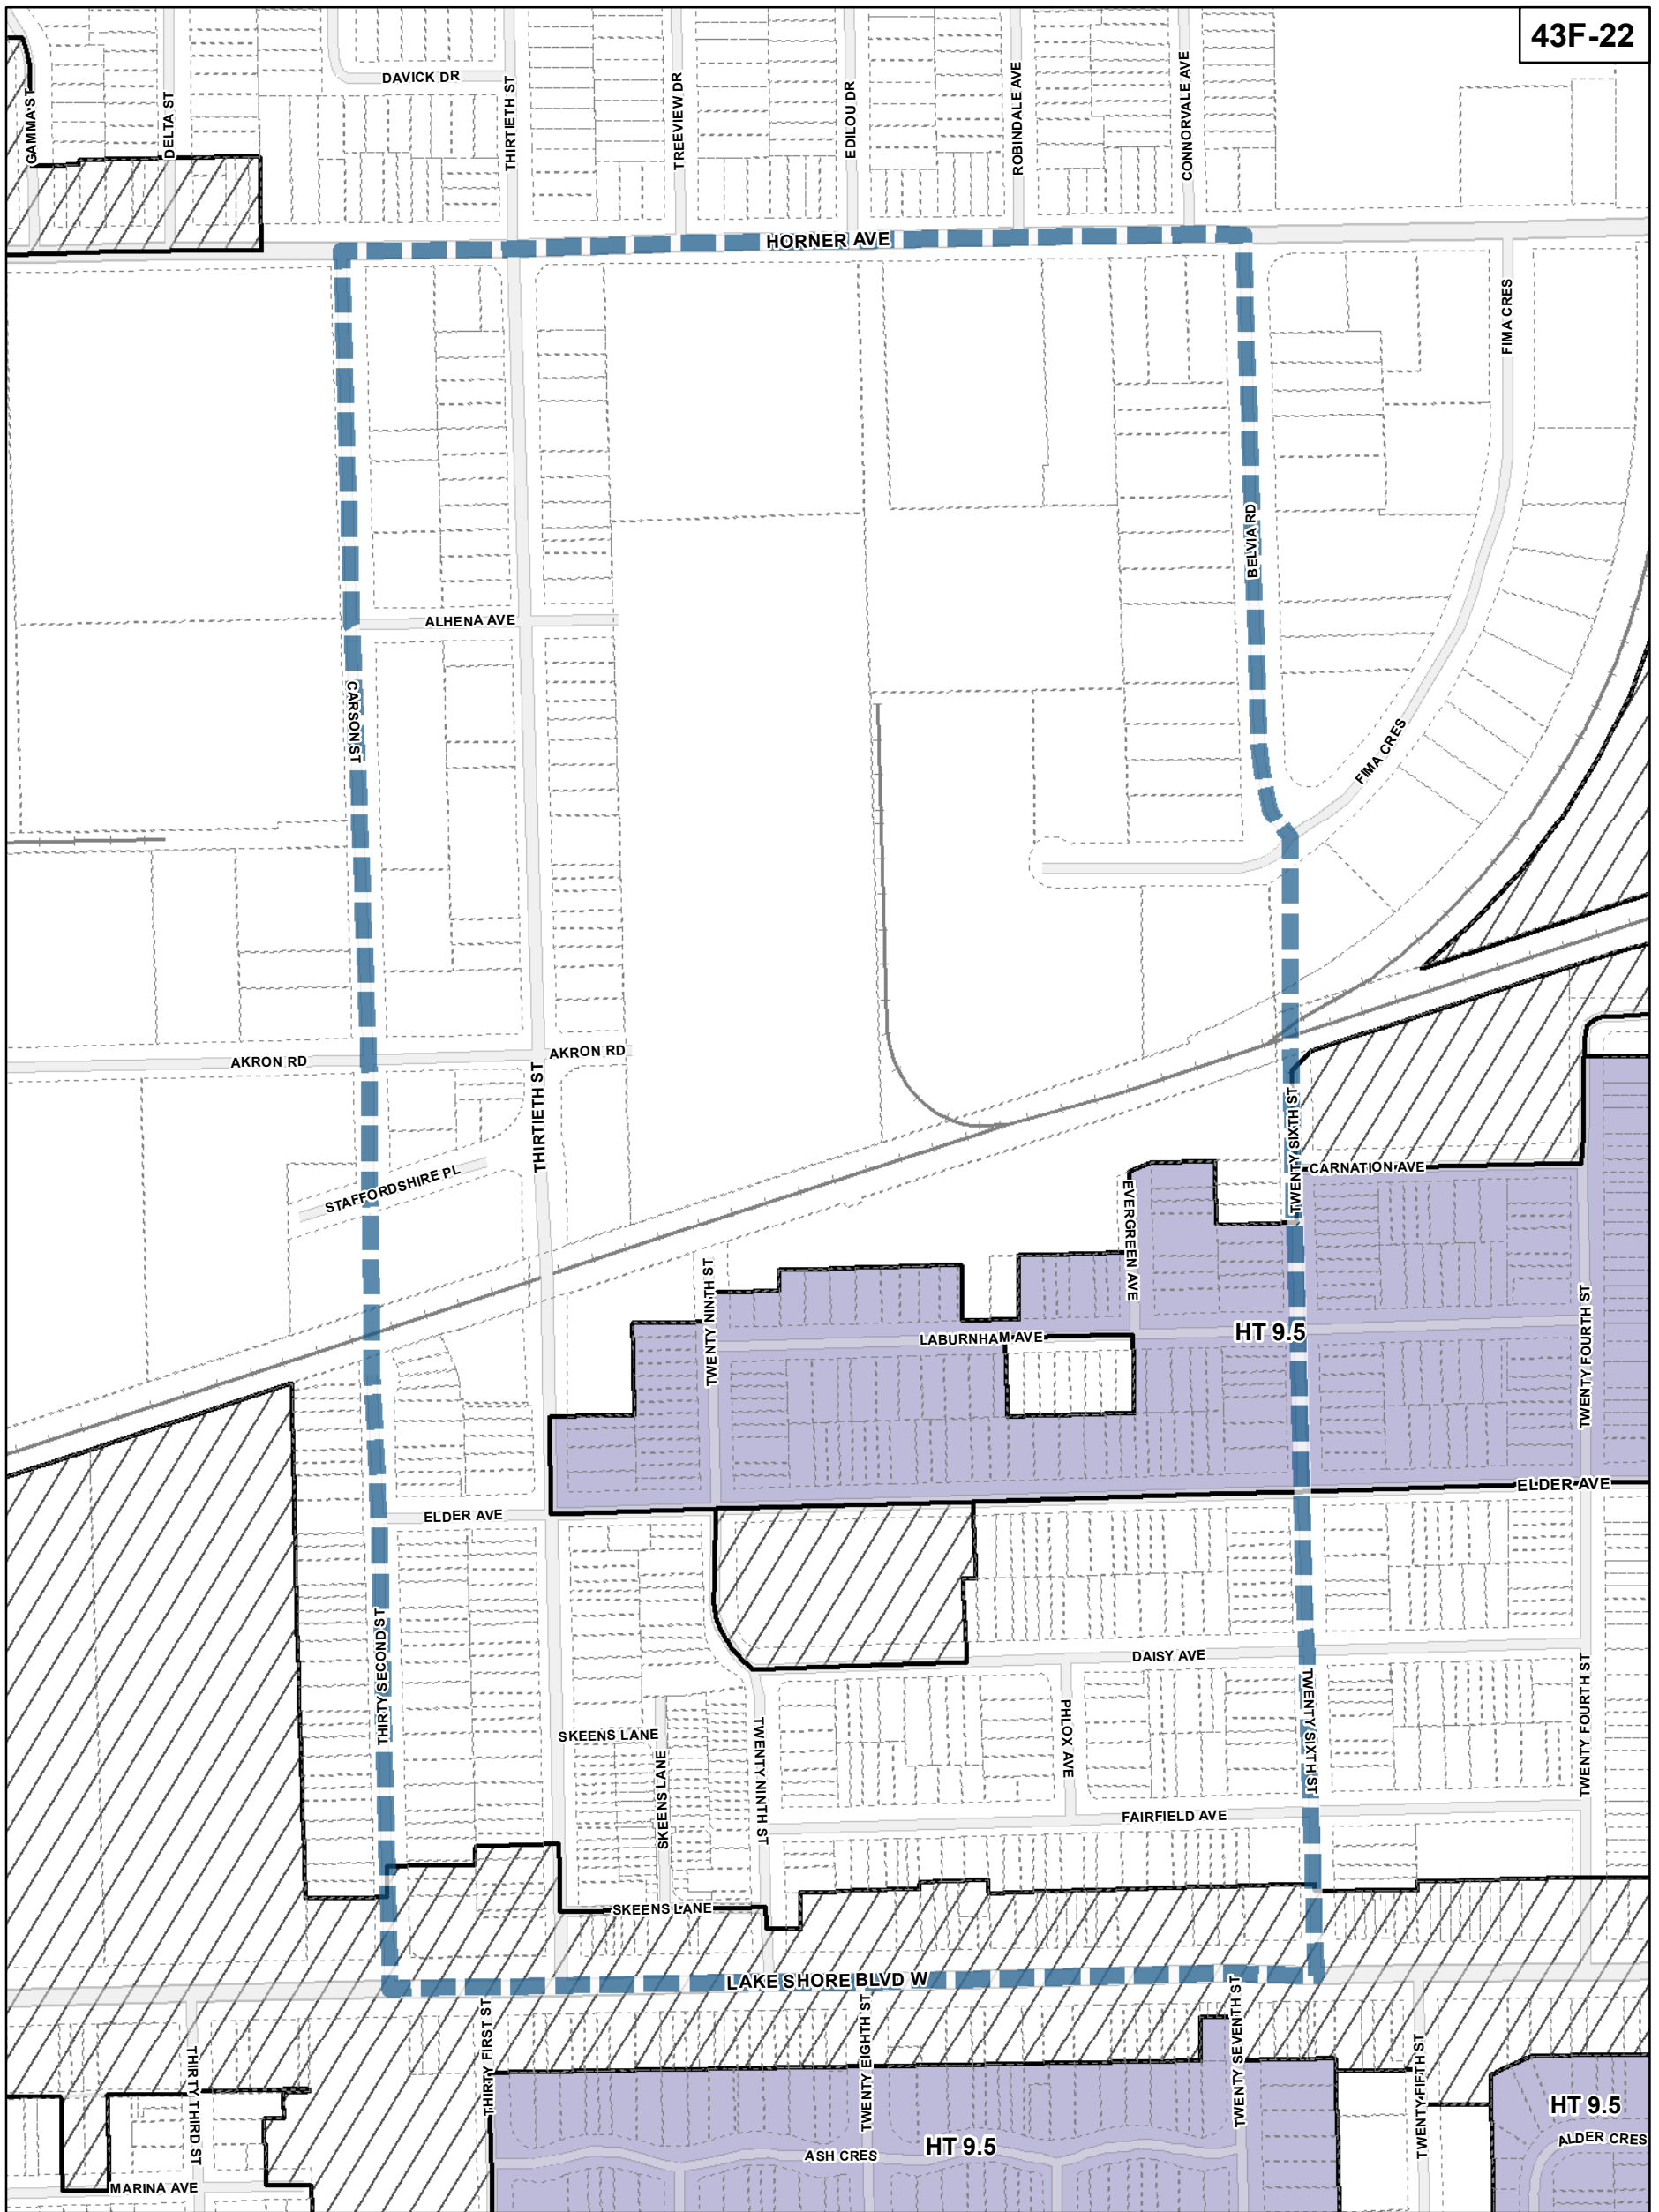 43F-22
DAVICK DR
GAMMA ST
DELTA ST
THIRTIETH ST
TREEVIEW DR
EDILOU DR
ROBINDALE AVE
CONNORVALE AVE
HORNER AVE
FIMA CRES
BELVIA RD
ALHENA AVE
CARSON ST
FIMA CRES
AKRON RD
AKRON RD
THIRTIETH ST
TWENTY SIXTH ST
CARNATION AVE
STAFFORDSHIRE PL
EVERGREEN AVE
TWENTY NINTH ST
LABURNHAM AVE
HT 9.5
TWENTY FOURTH ST
ELDER AVE
ELDER AVE
THIRTY SECOND ST
DAISY AVE
TWENTY SIXTH ST
TWENTY FOURTH ST
SKEENS LANE
SKEENS LANE
TWENTY NINTH ST
PHLOX AVE
FAIRFIELD AVE
SKEENS LANE
LAKE SHORE BLVD W
THIRTY FIRST ST
TWENTY EIGHTH ST
TWENTY SEVENTH ST
THIRTY THIRD ST
TWENTY FIFTH ST
HT 9.5
HT 9.5
ASH CRES
ALDER CRES
MARINA AVE